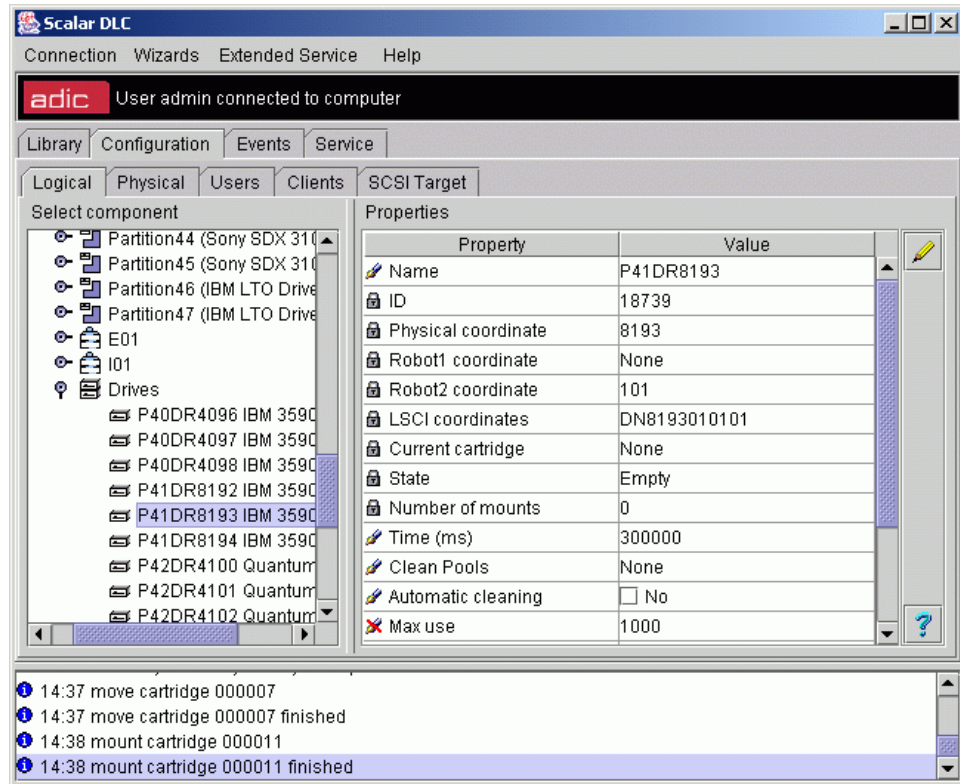 Scalar DLC
Connection Wizards Extended Service Help
adic User admin connected to computer
Library Configuration Events Service
Logical Physical Users Clients SCSI Target
Select component
Partition44 (Sony SDX 310
Partition45 (Sony SDX 310
Partition46 (IBM LTO Drive
Partition47 (IBM LTO Drive
E01
I01
Drives
P40DR4096 IBM 3590
P40DR4097 IBM 3590
P40DR4098 IBM 3590
P41DR8192 IBM 3590
P41DR8193 IBM 3590
P41DR8194 IBM 3590
P42DR4100 Quantum
P42DR4101 Quantum
P42DR4102 Quantum
Properties
Property Value
Name P41DR8193
ID 18739
Physical coordinate 8193
Robot1 coordinate None
Robot2 coordinate 101
LSCI coordinates DN8193010101
Current cartridge None
State Empty
Number of mounts 0
Time (ms) 300000
Clean Pools None
Automatic cleaning No
Max use 1000
14:37 move cartridge 000007
14:37 move cartridge 000007 finished
14:38 mount cartridge 000011
14:38 mount cartridge 000011 finished